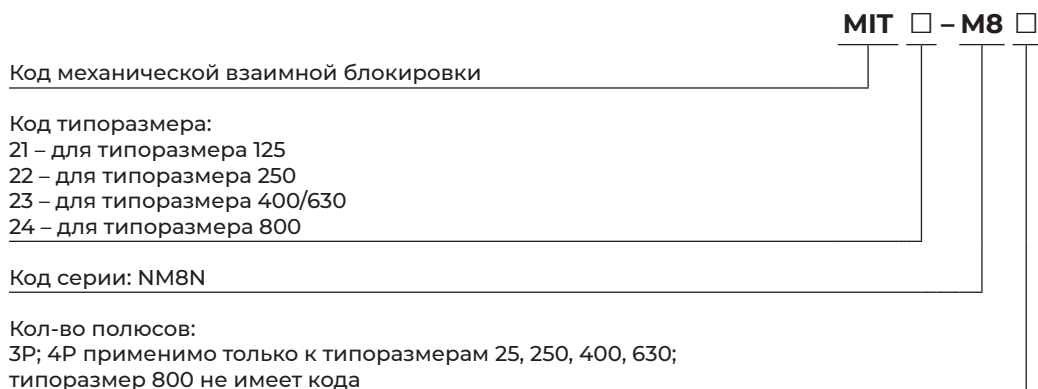 MIT □ – M8 □
Код механической взаимной блокировки
Код типоразмера:
21 – для типоразмера 125
22 – для типоразмера 250
23 – для типоразмера 400/630
24 – для типоразмера 800
Код серии: NM8N
Кол-во полюсов:
3P; 4P применимо только к типоразмерам 25, 250, 400, 630;
типоразмер 800 не имеет кода